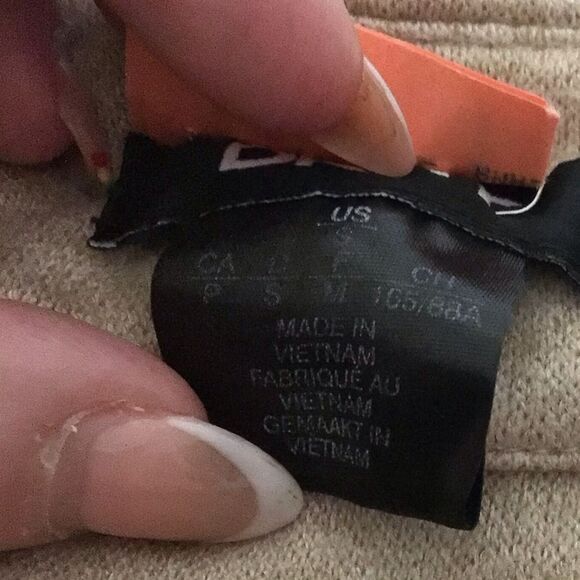 US
S
CA F CN
P S M 165/88A
MADE IN
VIETNAM
FABRIQUÉ AU
VIETNAM
GEMAAKT IN
VIETNAM